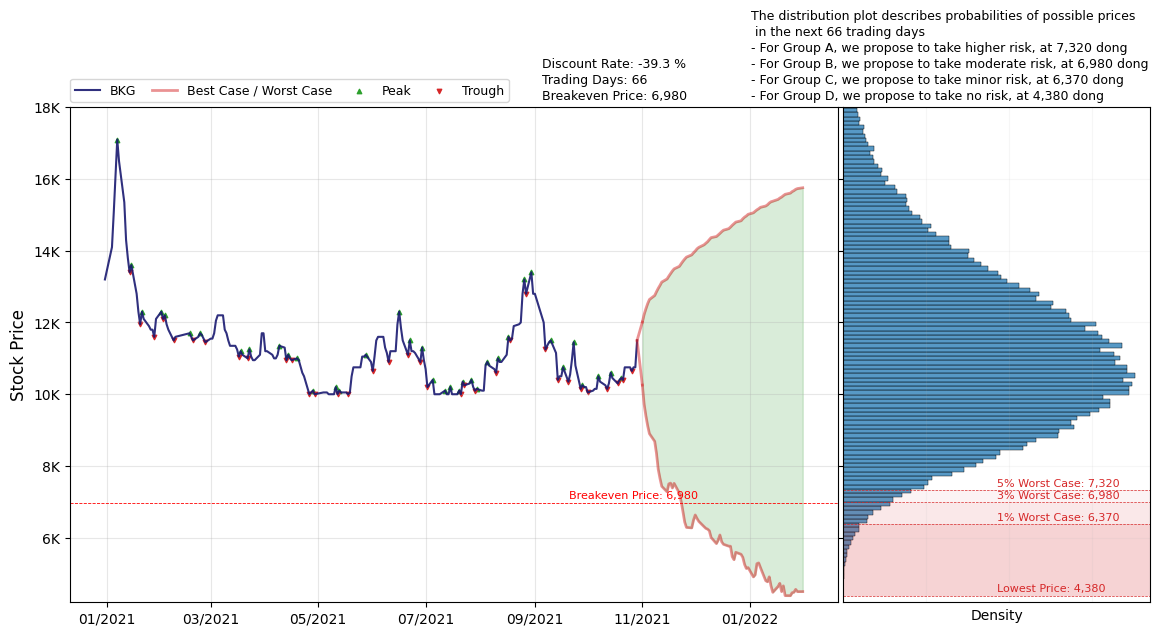 The distribution plot describes probabilities of possible prices
in the next 66 trading days
- For Group A, we propose to take higher risk, at 7,320 dong
- For Group B, we propose to take moderate risk, at 6,980 dong
- For Group C, we propose to take minor risk, at 6,370 dong
- For Group D, we propose to take no risk, at 4,380 dong
Discount Rate: -39.3 %
Trading Days: 66
Breakeven Price: 6,980
BKG
Best Case / Worst Case
Peak
Trough
Stock Price
18K
16K
14K
12K
10K
8K
6K
Breakeven Price: 6,980
01/2021
03/2021
05/2021
07/2021
09/2021
11/2021
01/2022
5% Worst Case: 7,320
3% Worst Case: 6,980
1% Worst Case: 6,370
Lowest Price: 4,380
Density